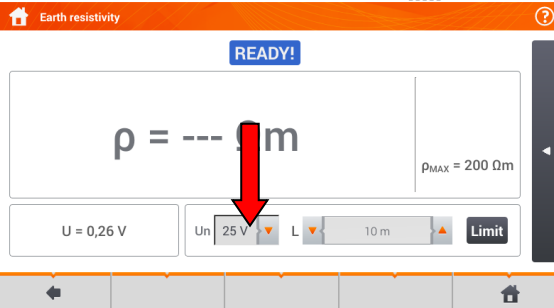 Earth resistivity
?
READY!
ρ = --- Ωm
ρMAX = 200 Ωm
U = 0,26 V
Un 25 V L 10 m Limit